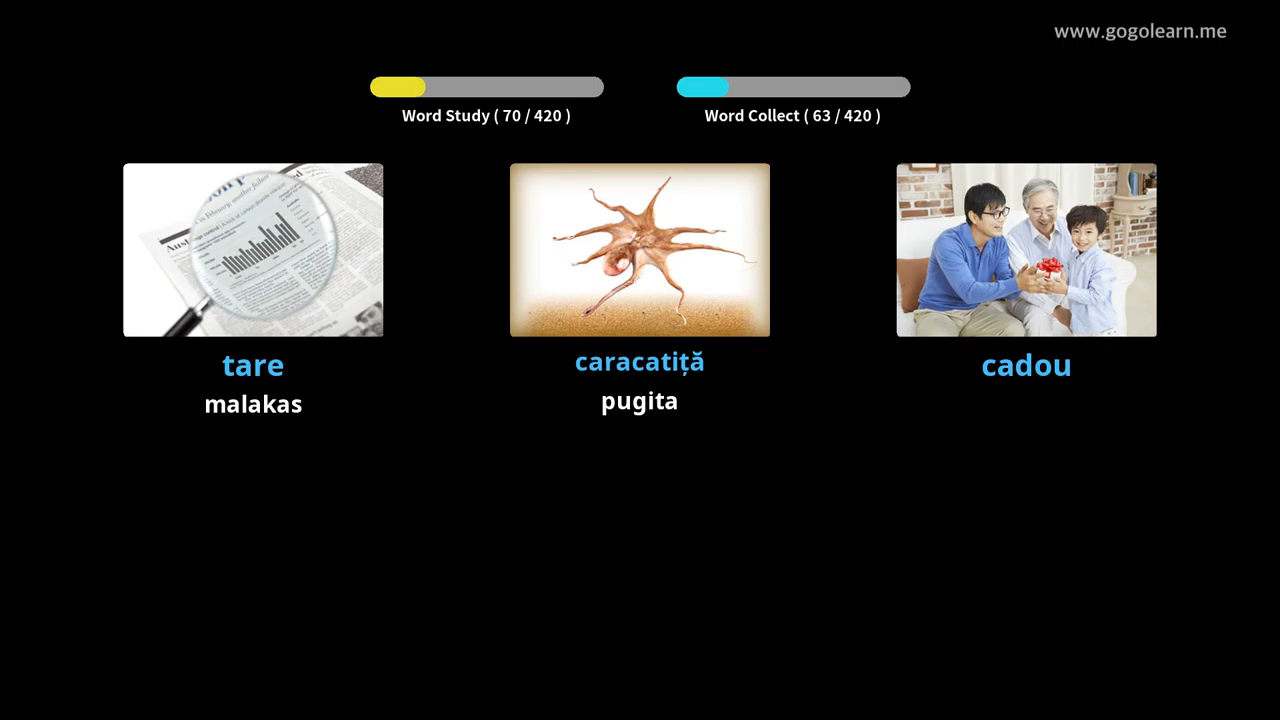 www.gogolearn.me
Word Study ( 70 / 420 )
Word Collect ( 63 / 420 )
tare
malakas
caracatiță
pugita
cadou